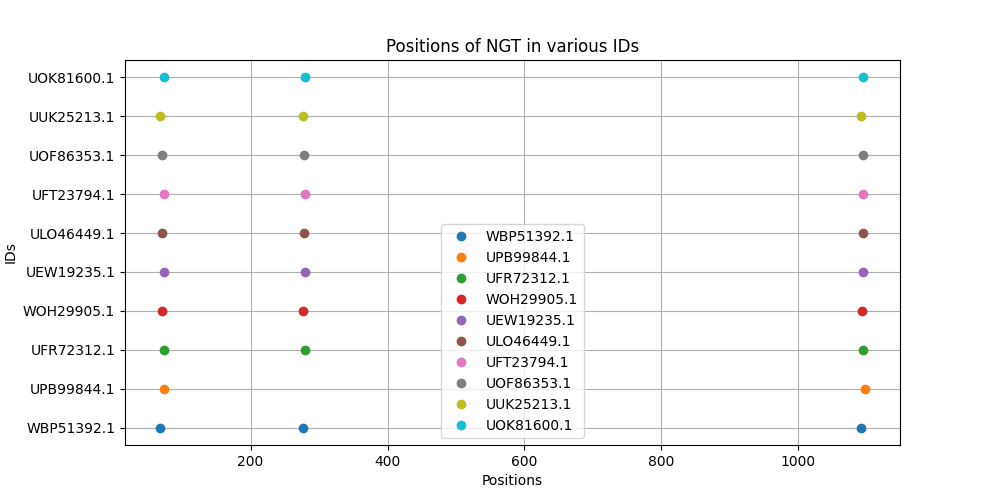 Positions of NGT in various IDs
IDs
UOK81600.1
UUK25213.1
UOF86353.1
UFT23794.1
ULO46449.1
UEW19235.1
WOH29905.1
UFR72312.1
UPB99844.1
WBP51392.1
WBP51392.1
UPB99844.1
UFR72312.1
WOH29905.1
UEW19235.1
ULO46449.1
UFT23794.1
UOF86353.1
UUK25213.1
UOK81600.1
200 400 600 800 1000
Positions